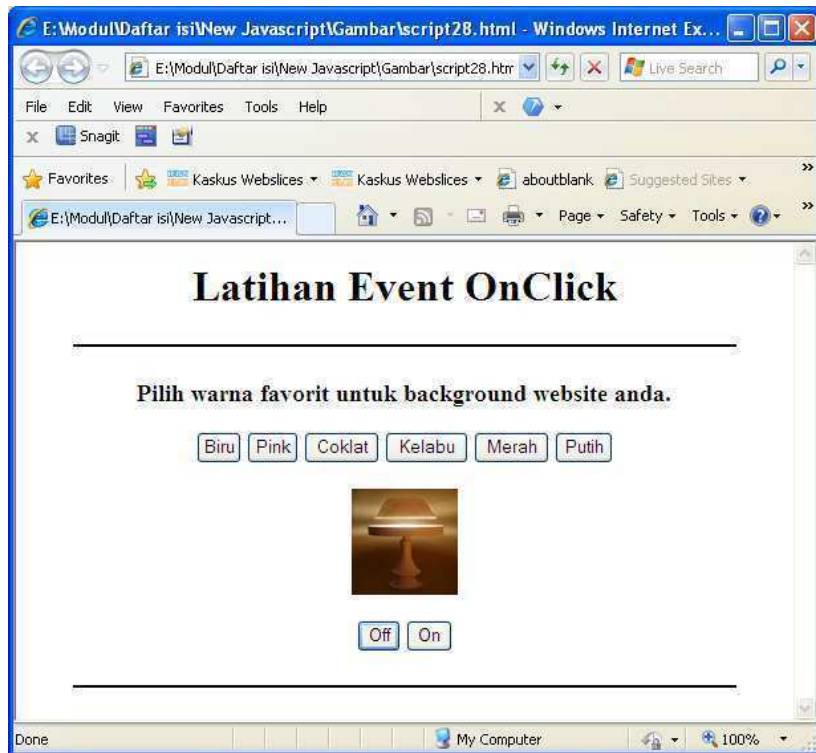 E:\Modul\Daftar isi\New Javascript\Gambar\script28.html - Windows Internet Ex...
E:\Modul\Daftar isi\New Javascript\Gambar\script28.htm Live Search
File Edit View Favorites Tools Help x
x Snagit
Favorites Kaskus Webslices Kaskus Webslices aboutblank Suggested Sites »
E:\Modul\Daftar isi\New Javascript... Page Safety Tools »
Latihan Event OnClick
Pilih warna favorit untuk background website anda.
Biru Pink Coklat Kelabu Merah Putih
Off On
Done My Computer 100%